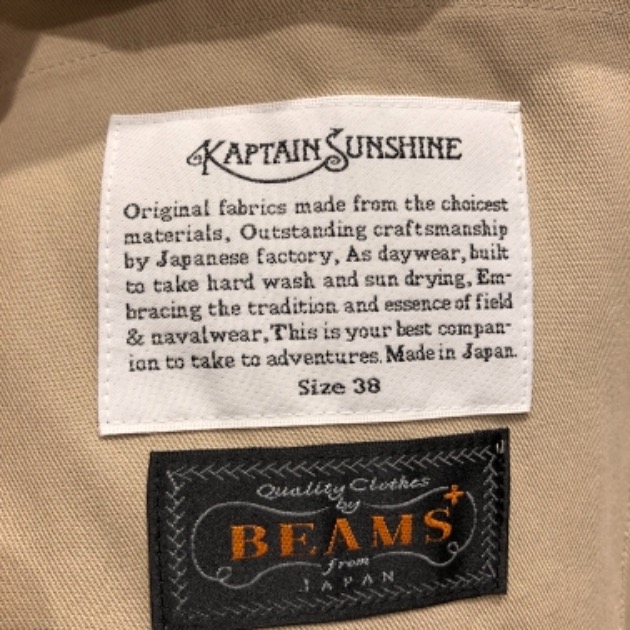 KAPTAIN SUNSHINE
Original fabrics made from the choicest
materials, Outstanding craftsmanship
by Japanese factory, As daywear, built
to take hard wash and sun drying, Em-
bracing the tradition and essence of field
& navalwear, This is your best compan-
ion to take to adventures. Made in Japan.
Size 38
Quality Clothes
by
BEAMS+
from
JAPAN